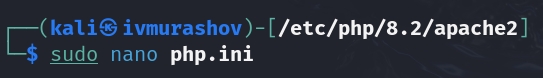 ┌──(kali㉿ivmurashov)-[/etc/php/8.2/apache2]
└─$ sudo nano php.ini